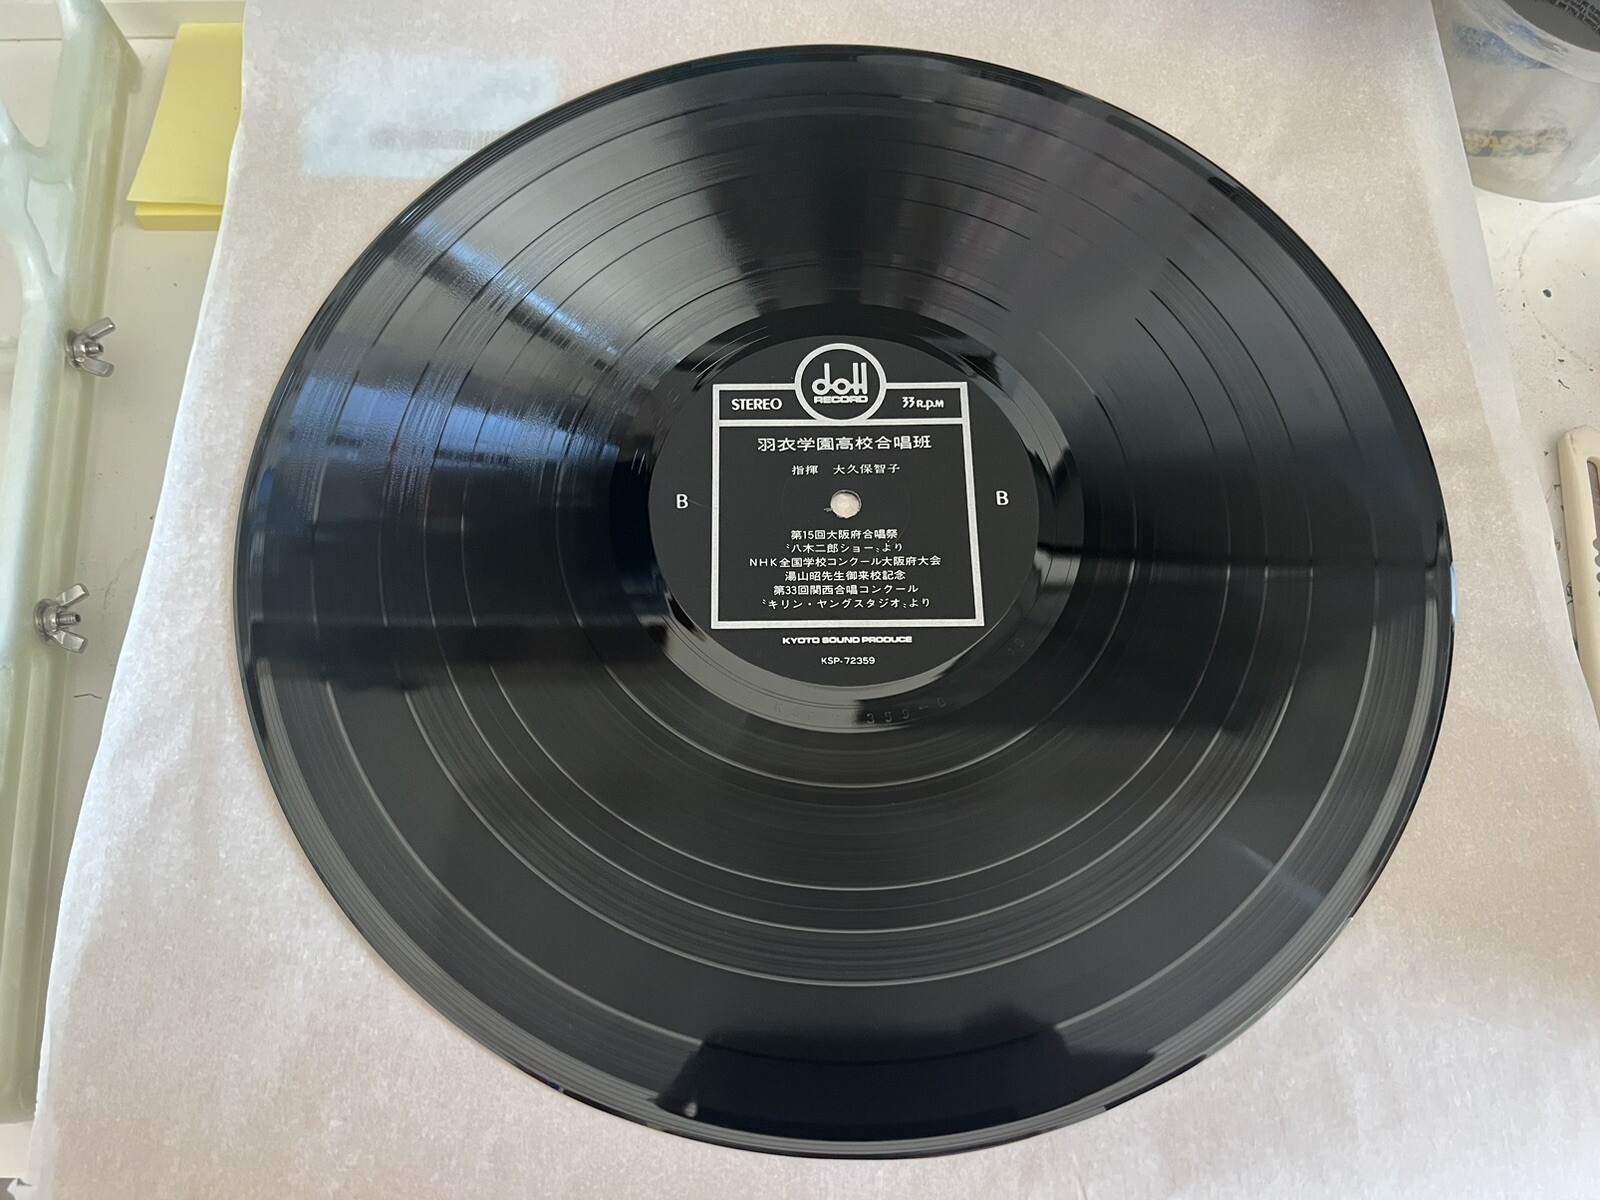 doll
RECORD
STEREO
33 R.P.M
羽衣学園高校合唱班
指揮 大久保智子
B
B
第15回大阪府合唱祭
〝八木二郎ショー〟より
NHK全国学校コンクール大阪府大会
湯山昭先生御来校記念
第33回関西合唱コンクール
〝キリン・ヤングスタジオ〟より
KYOTO SOUND PRODUCE
KSP-72359